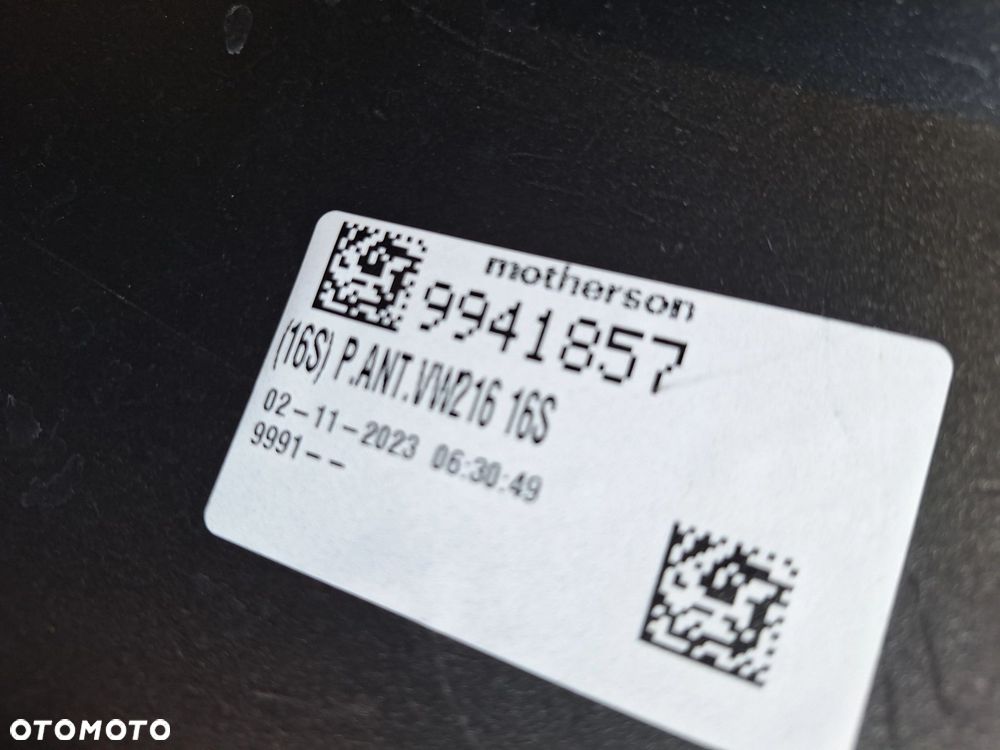 motherson
9941857
(16S) P.ANT.VW216 16S
02-11-2023 06:30:49
9991--
OTOMOTO